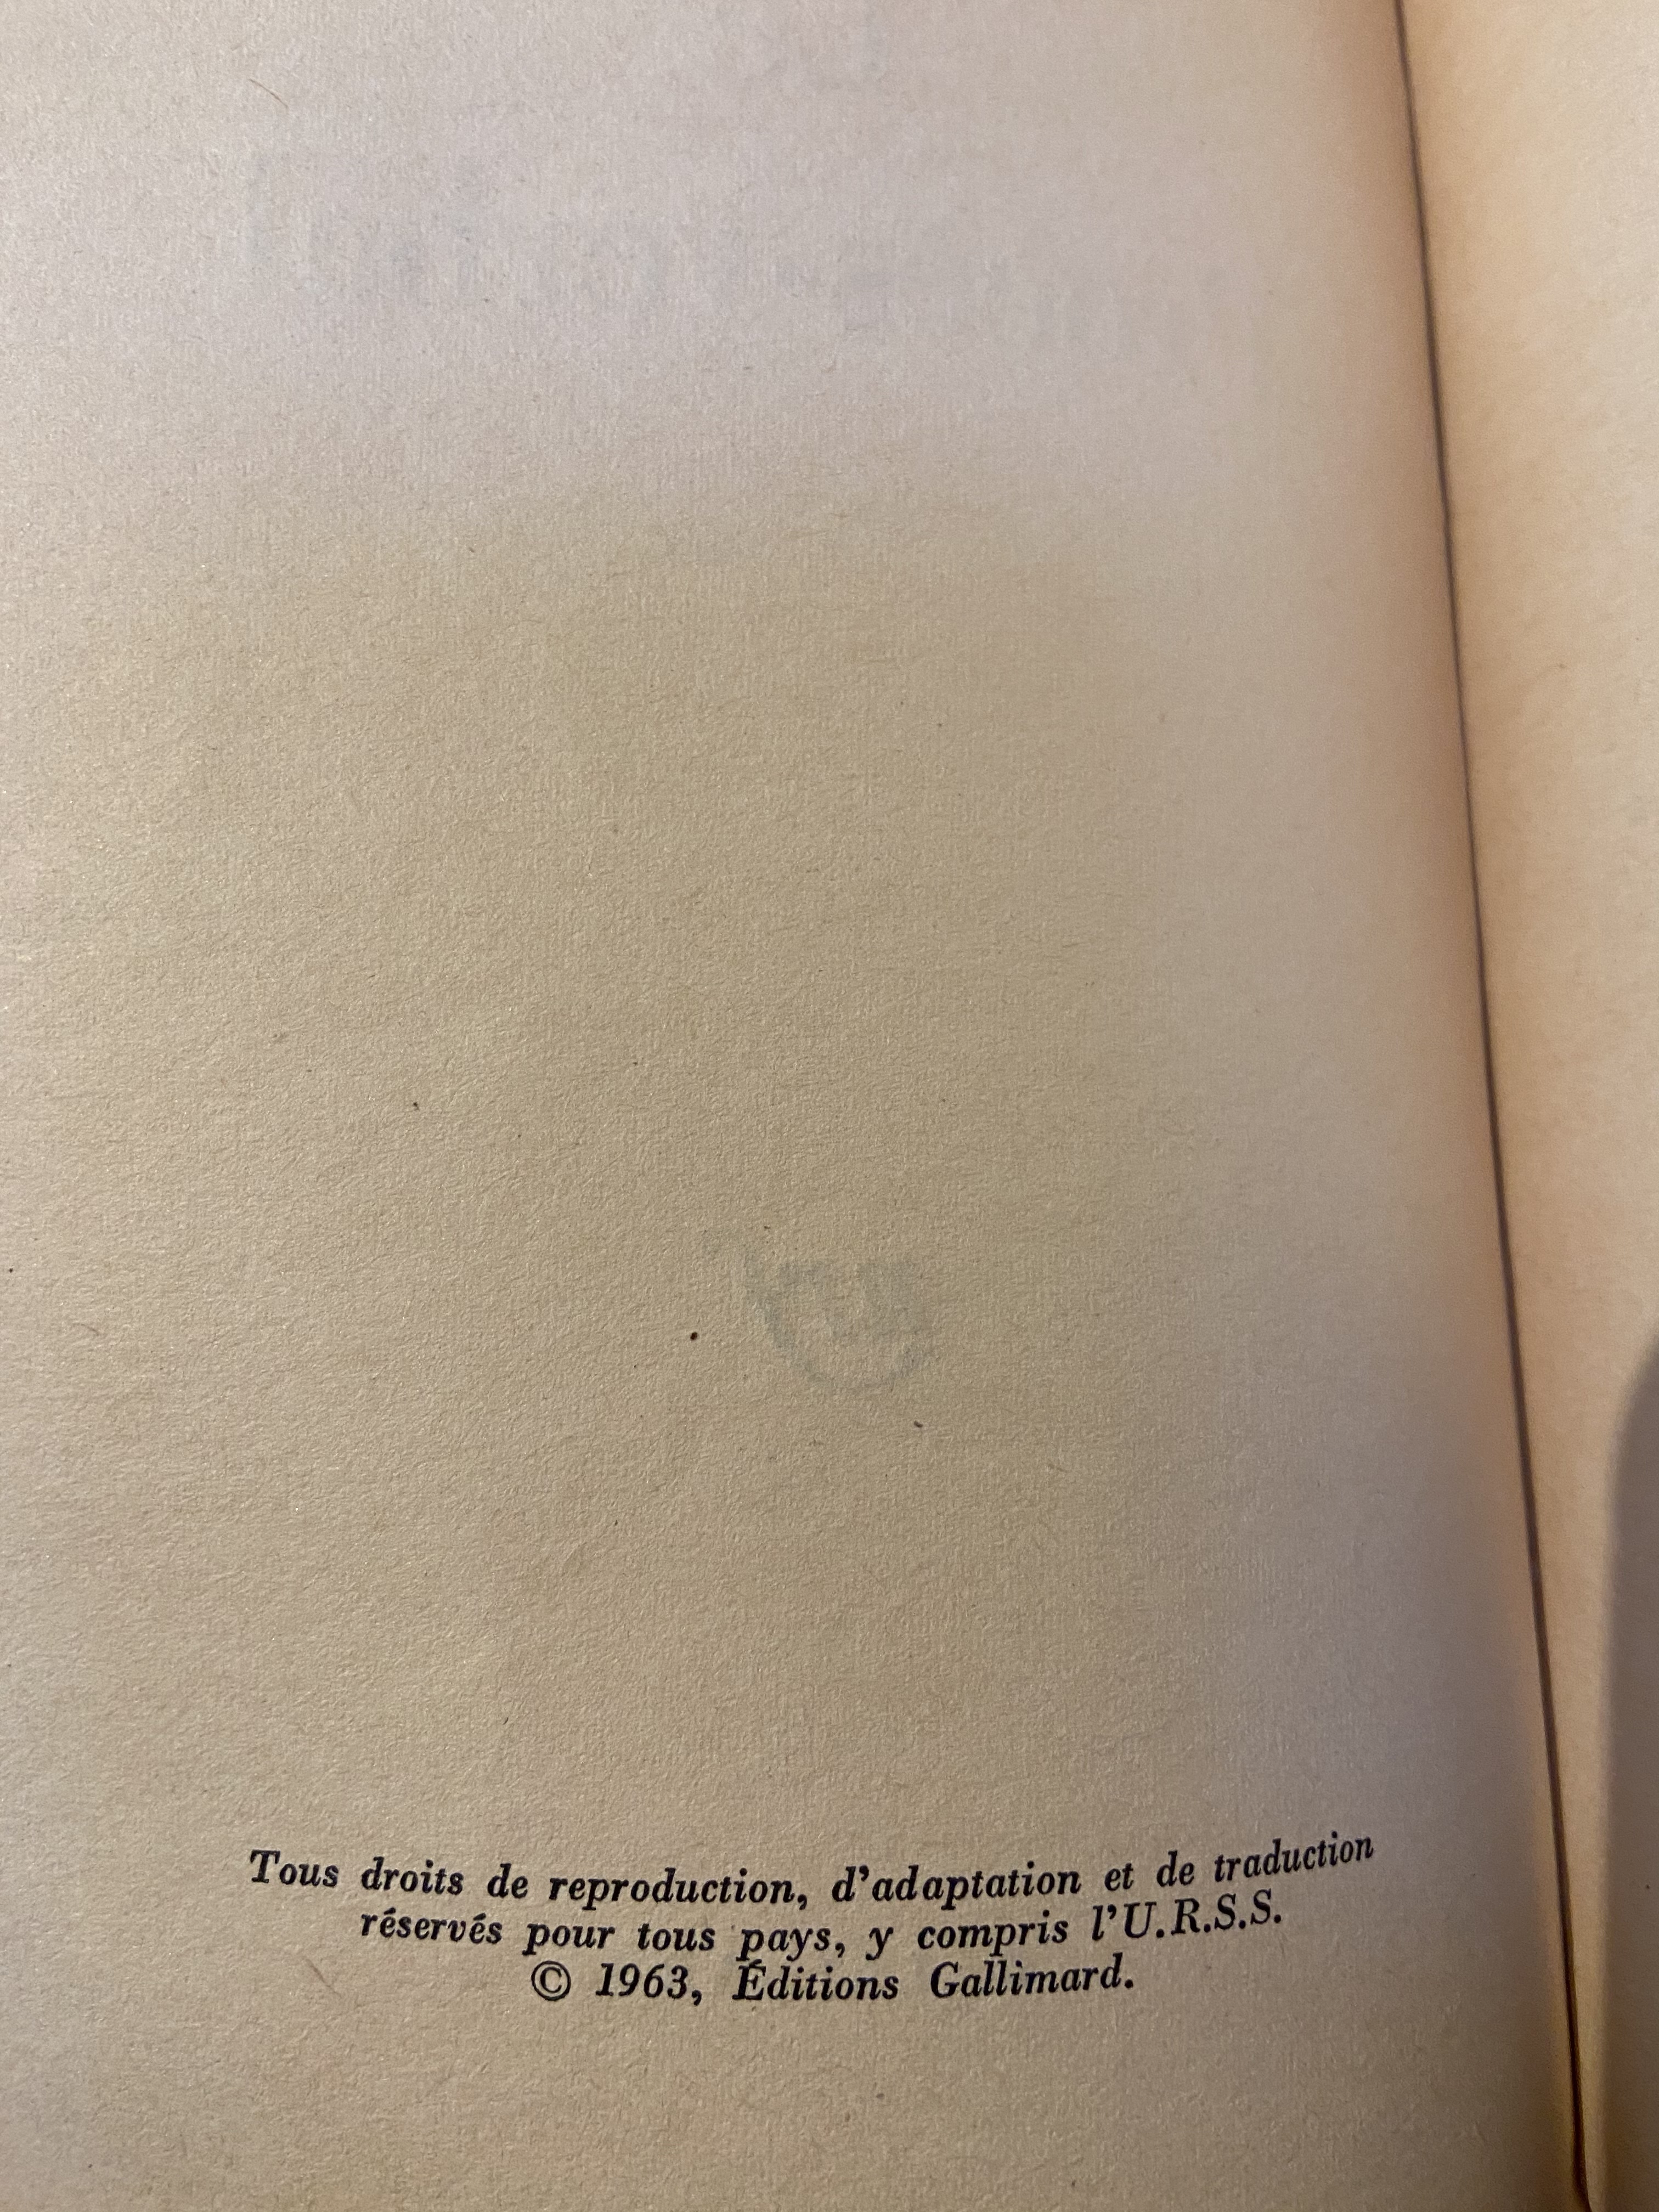 Tous droits de reproduction, d'adaptation et de traduction
réservés pour tous pays, y compris l'U.R.S.S.
© 1963, Éditions Gallimard.